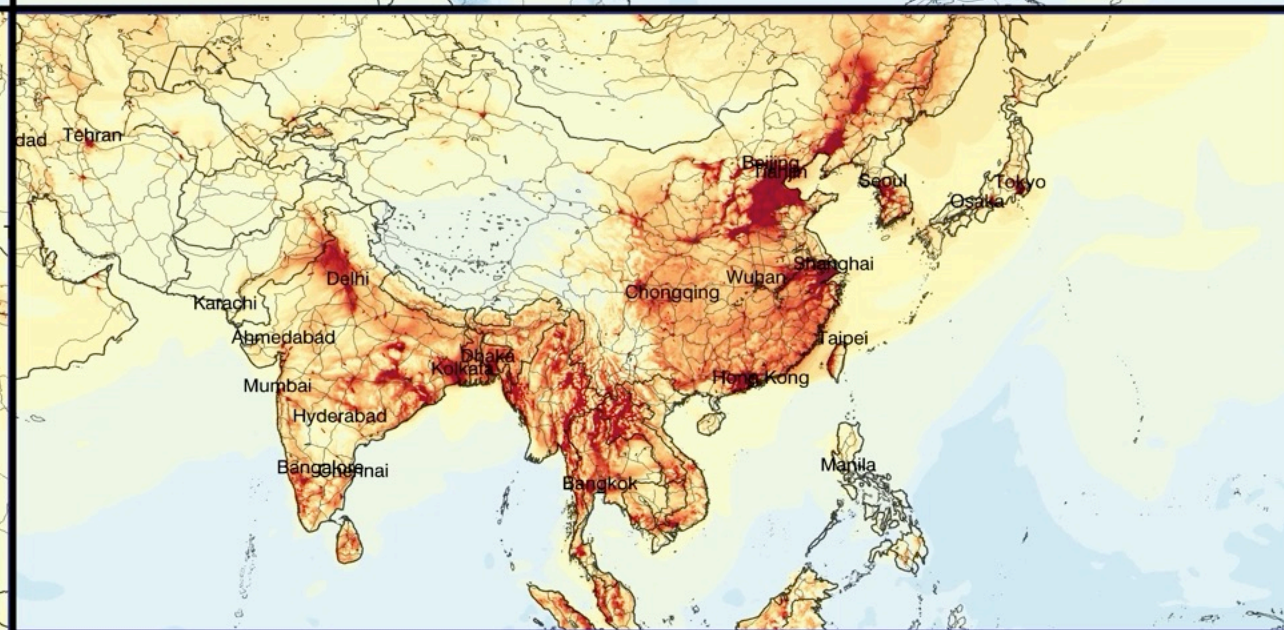 dad
Tehran
Beijing
Tianjin
Seoul
Tokyo
Osaka
Delhi
Shanghai
Wuhan
Chongqing
Karachi
Ahmedabad
Taipei
Dhaka
Kolkata
Mumbai
Hong Kong
Hyderabad
Bangalore
Chennai
Manila
Bangkok